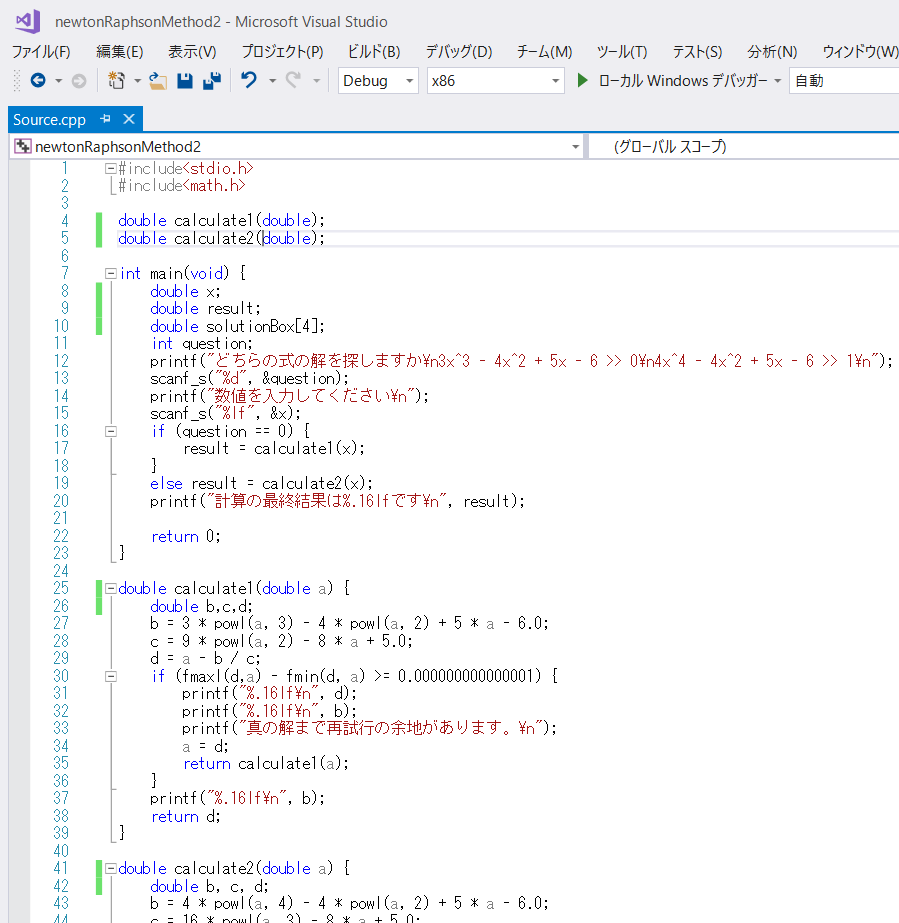 newtonRaphsonMethod2 - Microsoft Visual Studio
ファイル(F) 編集(E) 表示(V) プロジェクト(P) ビルド(B) デバッグ(D) チーム(M) ツール(T) テスト(S) 分析(N) ウィンドウ(W)
Debug x86 ローカル Windows デバッガー 自動
Source.cpp
newtonRaphsonMethod2 (グローバル スコープ)
1 #include<stdio.h>
2 #include<math.h>
3
4 double calculate1(double);
5 double calculate2(double);
6
7 int main(void) {
8 double x;
9 double result;
10 double solutionBox[4];
11 int question;
12 printf("どちらの式の解を探しますか¥n3x^3 - 4x^2 + 5x - 6 >> 0¥n4x^4 - 4x^2 + 5x - 6 >> 1¥n");
13 scanf_s("%d", &question);
14 printf("数値を入力してください¥n");
15 scanf_s("%lf", &x);
16 if (question == 0) {
17 result = calculate1(x);
18 }
19 else result = calculate2(x);
20 printf("計算の最終結果は%.16lfです¥n", result);
21
22 return 0;
23 }
24
25 double calculate1(double a) {
26 double b,c,d;
27 b = 3 * powl(a, 3) - 4 * powl(a, 2) + 5 * a - 6.0;
28 c = 9 * powl(a, 2) - 8 * a + 5.0;
29 d = a - b / c;
30 if (fmaxl(d,a) - fmin(d, a) >= 0.000000000000001) {
31 printf("%.16lf¥n", d);
32 printf("%.16lf¥n", b);
33 printf("真の解まで再試行の余地があります。¥n");
34 a = d;
35 return calculate1(a);
36 }
37 printf("%.16lf¥n", b);
38 return d;
39 }
40
41 double calculate2(double a) {
42 double b, c, d;
43 b = 4 * powl(a, 4) - 4 * powl(a, 2) + 5 * a - 6.0;
44 c = 16 * powl(a, 3) - 8 * a + 5.0;